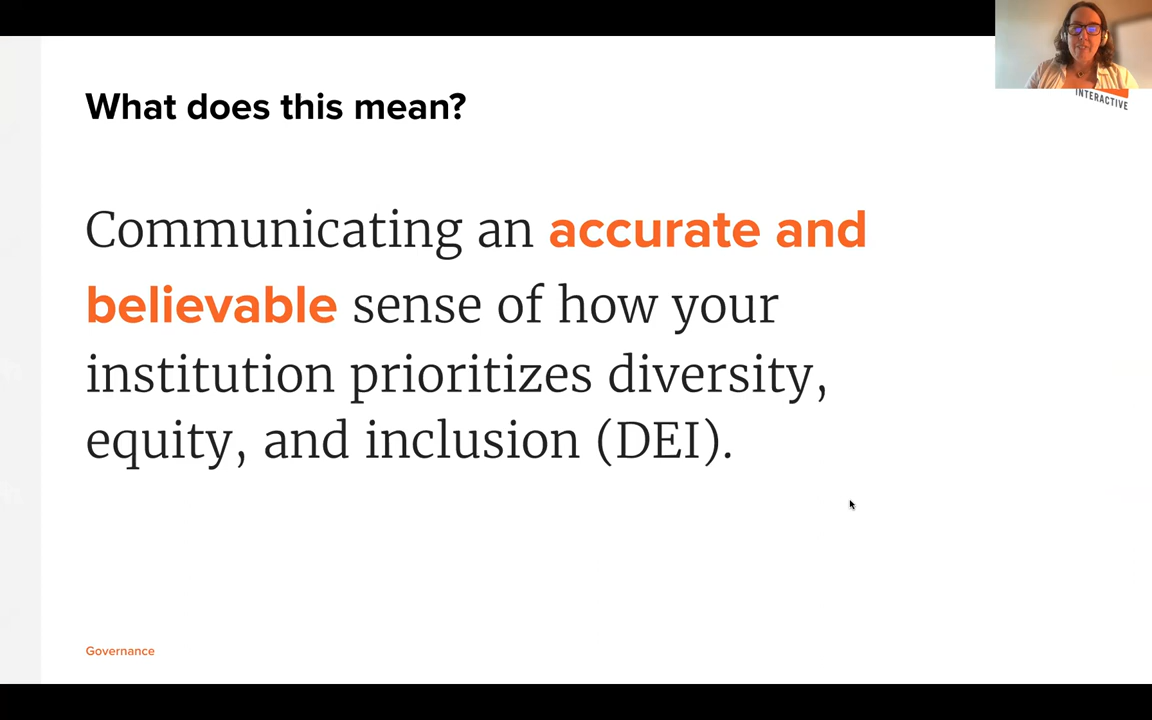 What does this mean?
INTERACTIVE
Communicating an accurate and
believable sense of how your
institution prioritizes diversity,
equity, and inclusion (DEI).
Governance